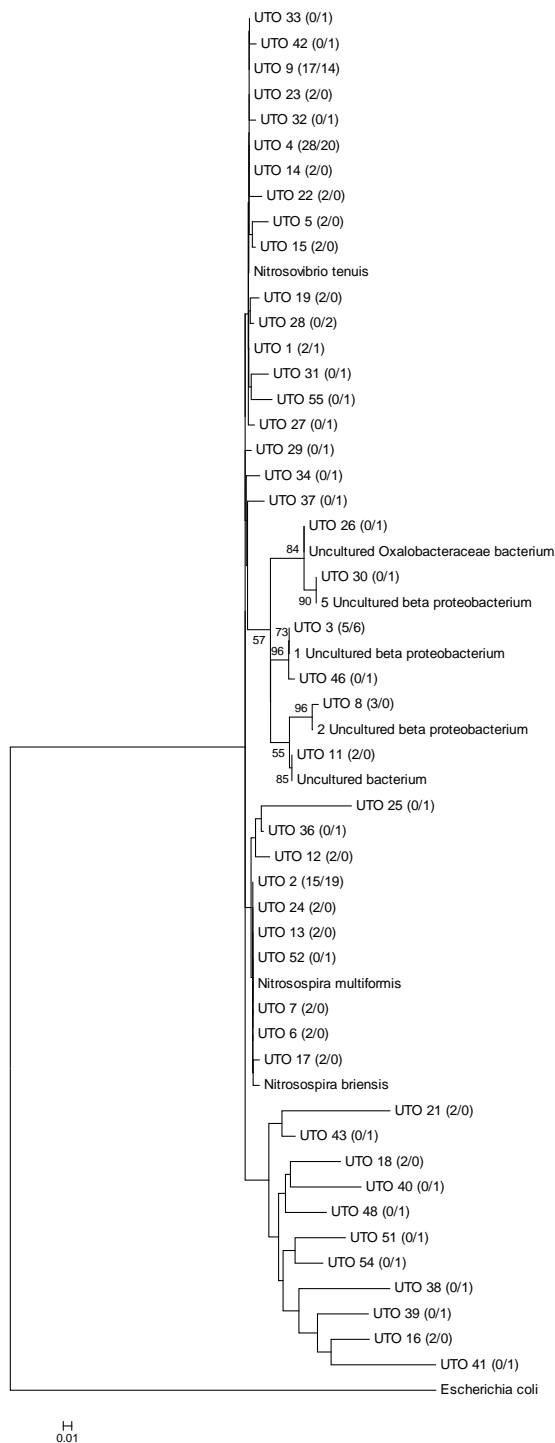 UTO 33 (0/1)
UTO 42 (0/1)
UTO 9 (17/14)
UTO 23 (2/0)
UTO 32 (0/1)
UTO 4 (28/20)
UTO 14 (2/0)
UTO 22 (2/0)
UTO 5 (2/0)
UTO 15 (2/0)
Nitrosovibrio tenuis
UTO 19 (2/0)
UTO 28 (0/2)
UTO 1 (2/1)
UTO 31 (0/1)
UTO 55 (0/1)
UTO 27 (0/1)
UTO 29 (0/1)
UTO 34 (0/1)
UTO 37 (0/1)
UTO 26 (0/1)
84
Uncultured Oxalobacteraceae bacterium
UTO 30 (0/1)
90
5 Uncultured beta proteobacterium
73
UTO 3 (5/6)
57
96
1 Uncultured beta proteobacterium
UTO 46 (0/1)
96
UTO 8 (3/0)
2 Uncultured beta proteobacterium
55
UTO 11 (2/0)
85
Uncultured bacterium
UTO 25 (0/1)
UTO 36 (0/1)
UTO 12 (2/0)
UTO 2 (15/19)
UTO 24 (2/0)
UTO 13 (2/0)
UTO 52 (0/1)
Nitrosospira multiformis
UTO 7 (2/0)
UTO 6 (2/0)
UTO 17 (2/0)
Nitrosospira briensis
UTO 21 (2/0)
UTO 43 (0/1)
UTO 18 (2/0)
UTO 40 (0/1)
UTO 48 (0/1)
UTO 51 (0/1)
UTO 54 (0/1)
UTO 38 (0/1)
UTO 39 (0/1)
UTO 16 (2/0)
UTO 41 (0/1)
Escherichia coli
0.01